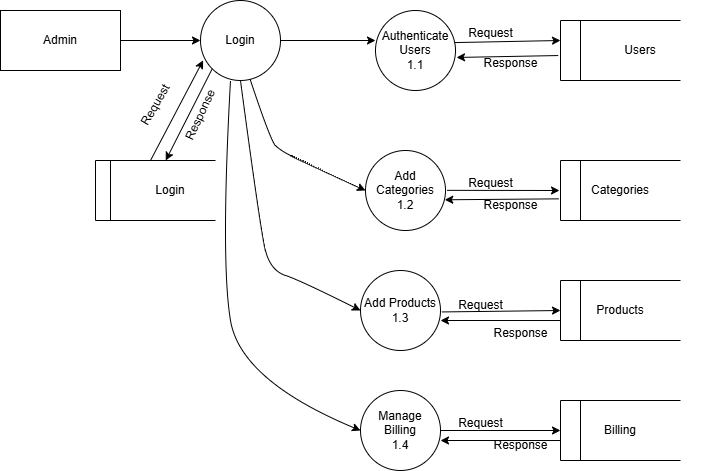 Admin
Login
Authenticate
Users
1.1
Request
Response
Users
Request
Response
Login
Add
Categories
1.2
Request
Response
Categories
Add Products
1.3
Request
Response
Products
Manage
Billing
1.4
Request
Response
Billing